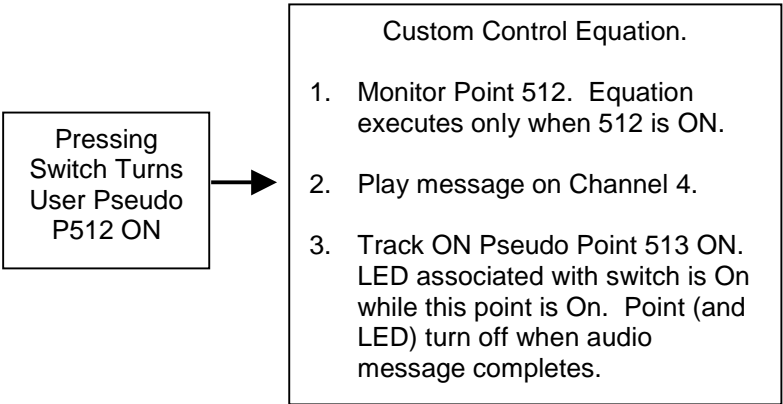 Pressing
Switch Turns
User Pseudo
P512 ON
Custom Control Equation.
1. Monitor Point 512. Equation
executes only when 512 is ON.
2. Play message on Channel 4.
3. Track ON Pseudo Point 513 ON.
LED associated with switch is On
while this point is On. Point (and
LED) turn off when audio
message completes.